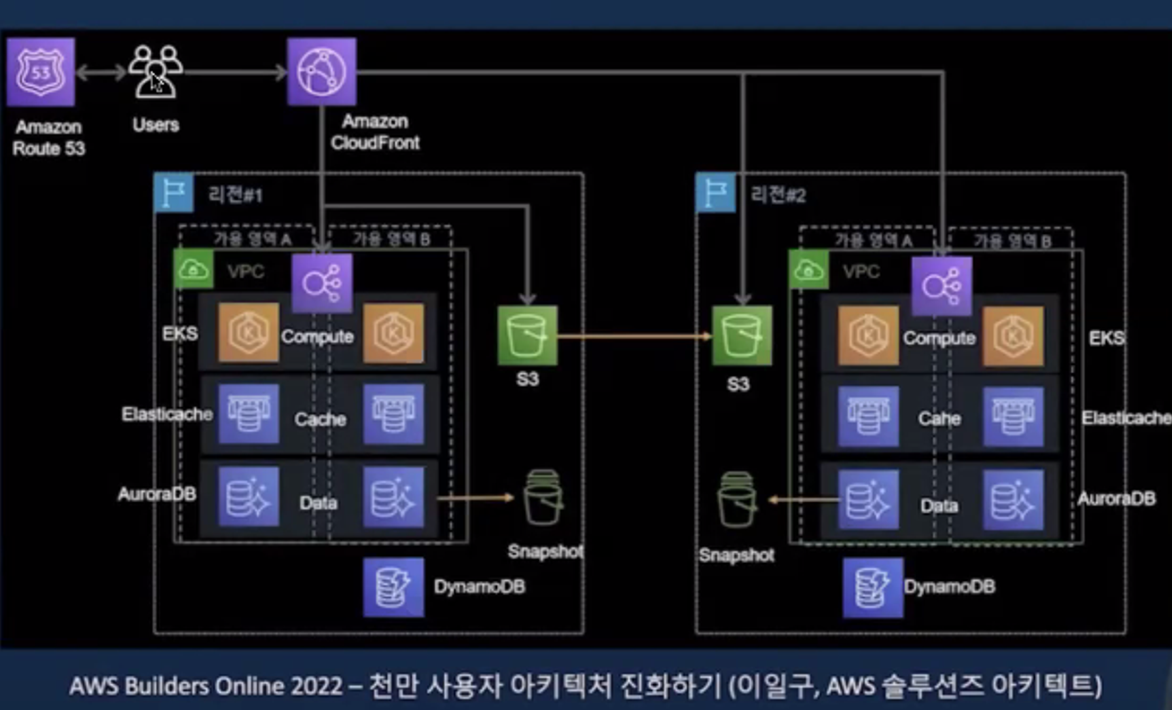 53
Amazon
Route 53
Users
Amazon
CloudFront
리전#1
가용 영역 A
가용 영역 B
VPC
EKS
Compute
Elasticache
Cache
AuroraDB
Data
S3
Snapshot
DynamoDB
리전#2
가용 영역 A
가용 영역 B
VPC
Compute
EKS
S3
Cahe
Elasticache
Data
AuroraDB
Snapshot
DynamoDB
AWS Builders Online 2022 – 천만 사용자 아키텍처 진화하기 (이일구, AWS 솔루션즈 아키텍트)